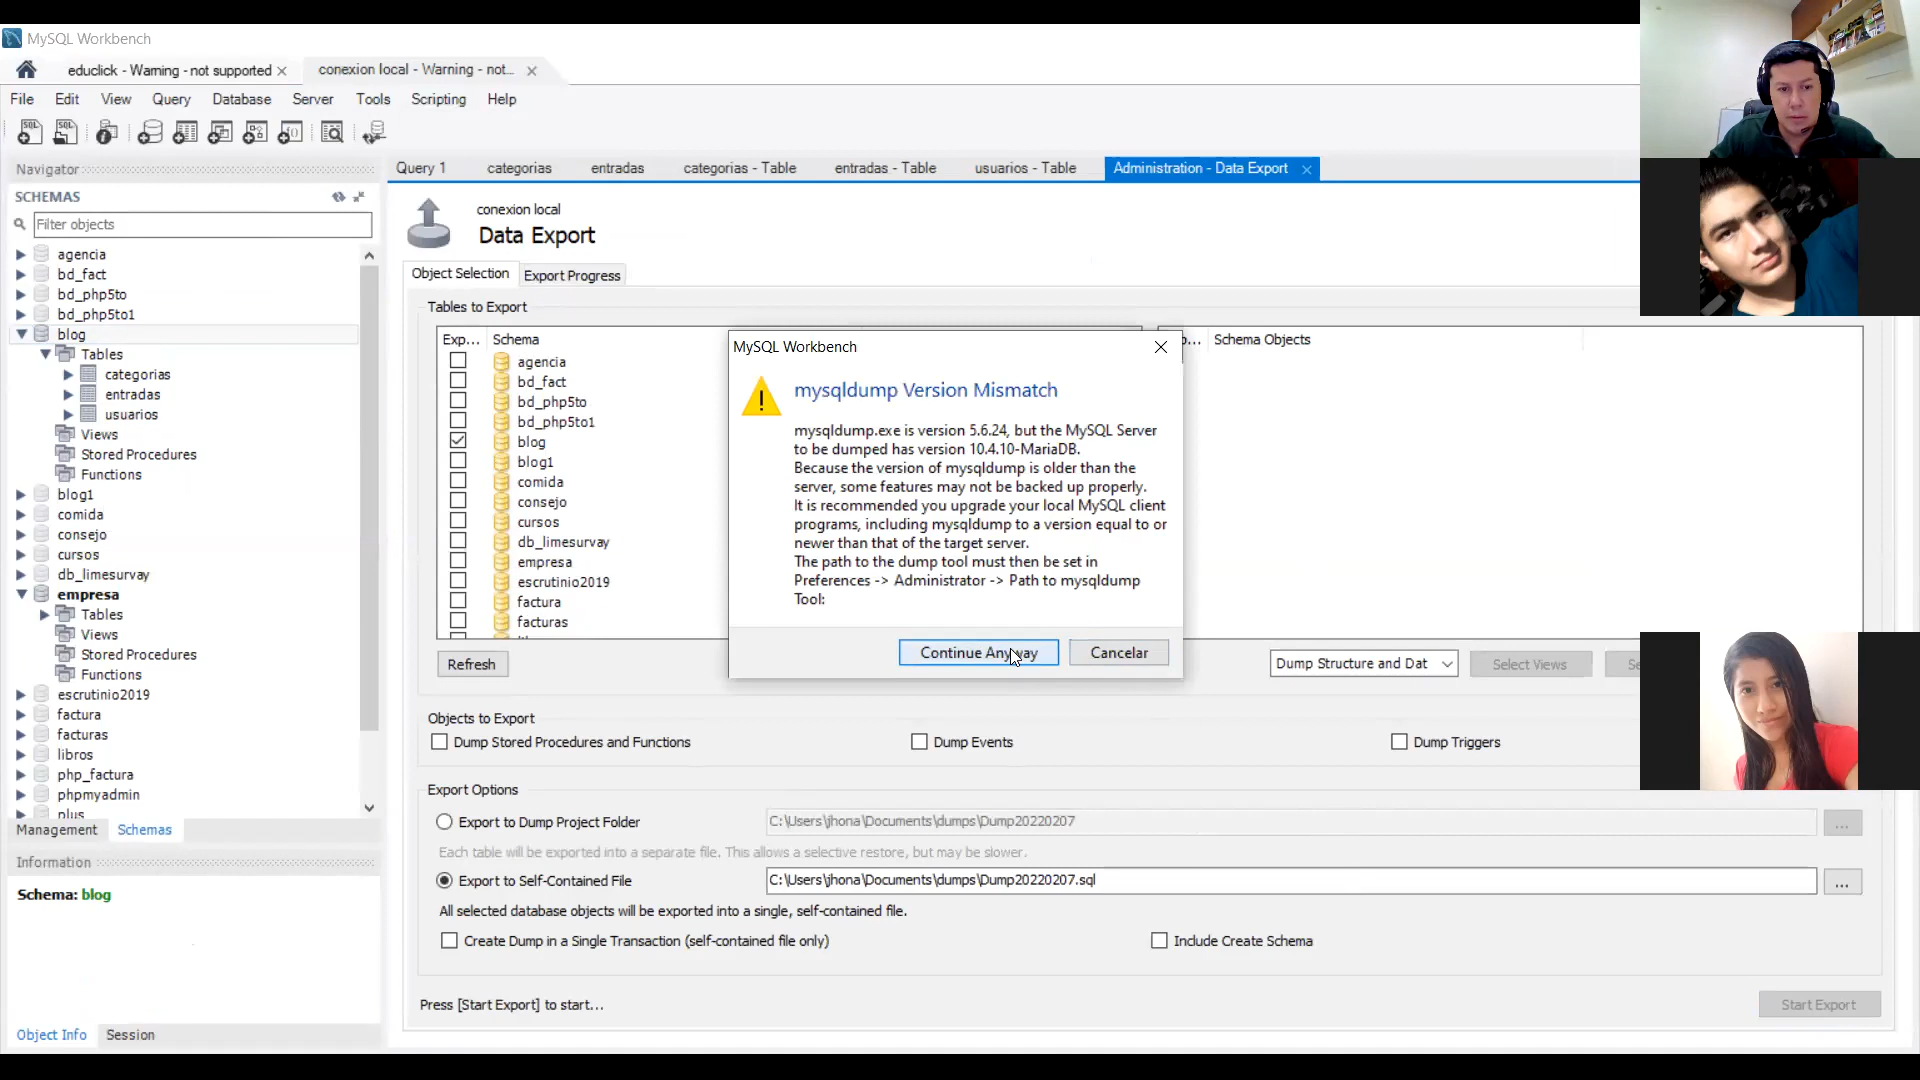 MySQL Workbench
educlick - Warning - not supported
conexion local - Warning - not...
File Edit View Query Database Server Tools Scripting Help
Navigator
SCHEMAS
Filter objects
agencia
bd_fact
bd_php5to
bd_php5to1
blog
Tables
categorias
entradas
usuarios
Views
Stored Procedures
Functions
blog1
comida
consejo
cursos
db_limesurvay
empresa
Tables
Views
Stored Procedures
Functions
escrutinio2019
factura
facturas
libros
php_factura
phpmyadmin
plus
Management Schemas
Information
Schema: blog
Object Info Session
Query 1 categorias entradas categorias - Table entradas - Table usuarios - Table Administration - Data Export
conexion local
Data Export
Object Selection Export Progress
Tables to Export
Exp... Schema
agencia
bd_fact
bd_php5to
bd_php5to1
blog
blog1
comida
consejo
cursos
db_limesurvay
empresa
escrutinio2019
factura
facturas
Schema Objects
MySQL Workbench
mysqldump Version Mismatch
mysqldump.exe is version 5.6.24, but the MySQL Server
to be dumped has version 10.4.10-MariaDB.
Because the version of mysqldump is older than the
server, some features may not be backed up properly.
It is recommended you upgrade your local MySQL client
programs, including mysqldump to a version equal to or
newer than that of the target server.
The path to the dump tool must then be set in
Preferences -> Administrator -> Path to mysqldump
Tool:
Continue Anyway Cancelar
Refresh Dump Structure and Dat Select Views Se
Objects to Export
Dump Stored Procedures and Functions Dump Events Dump Triggers
Export Options
Export to Dump Project Folder C:\Users\jhona\Documents\dumps\Dump20220207 ...
Each table will be exported into a separate file. This allows a selective restore, but may be slower.
Export to Self-Contained File C:\Users\jhona\Documents\dumps\Dump20220207.sql ...
All selected database objects will be exported into a single, self-contained file.
Create Dump in a Single Transaction (self-contained file only) Include Create Schema
Press [Start Export] to start... Start Export